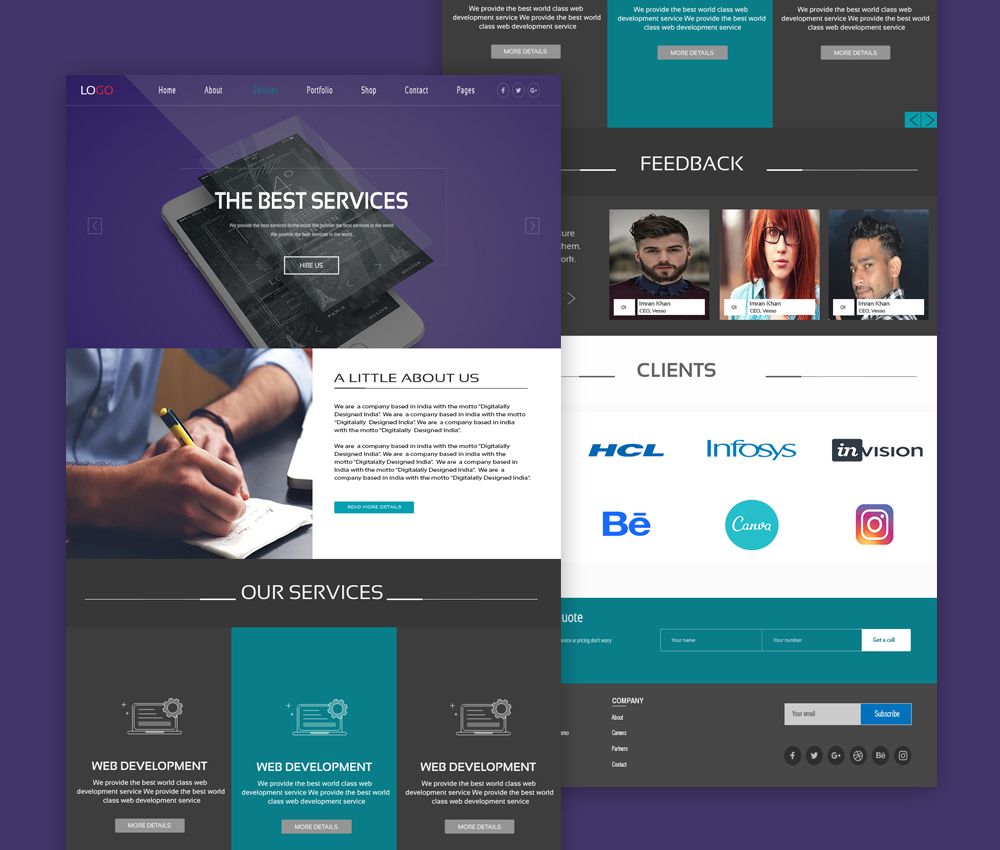 LOGO
Home About Services Portfolio Shop Contact Pages
THE BEST SERVICES
We provide the best services in the world We provide the best services in the world
We provide the best services in the world
HIRE US
MOSCOW
PARIS
MOSCOW
A LITTLE ABOUT US
We are a company based in india with the motto "Digitalally
Designed India". We are a company based in india with the motto
"Digitalally Designed India". We are a company based in india
with the motto "Digitalally Designed India".
We are a company based in india with the motto "Digitalally
Designed India". We are a company based in india with the
motto "Digitalally Designed India". We are a company based in
India with the motto "Digitalally Designed India". We are a
company based in india with the motto "Digitalally Designed India".
READ MORE DETAILS
OUR SERVICES
WEB DEVELOPMENT
We provide the best world class web
development service We provide the best world
class web development service
MORE DETAILS
WEB DEVELOPMENT
We provide the best world class web
development service We provide the best world
class web development service
MORE DETAILS
WEB DEVELOPMENT
We provide the best world class web
development service We provide the best world
class web development service
MORE DETAILS
We provide the best world class web
development service We provide the best world
class web development service
MORE DETAILS
We provide the best world class web
development service We provide the best world
class web development service
MORE DETAILS
We provide the best world class web
development service We provide the best world
class web development service
MORE DETAILS
FEEDBACK
ure
hem.
ork.
01
Imran Khan
CEO, Vesso
01
Imran Khan
CEO, Vesso
01
Imran Khan
CEO, Vesso
CLIENTS
HCL
Infosys
inVISION
Bē
Canva
uote
ervice or pricing don't worry
Your name
Your number
Get a call
COMPANY
About
Careers
Partners
Contact
emo
Your email
Subscribe